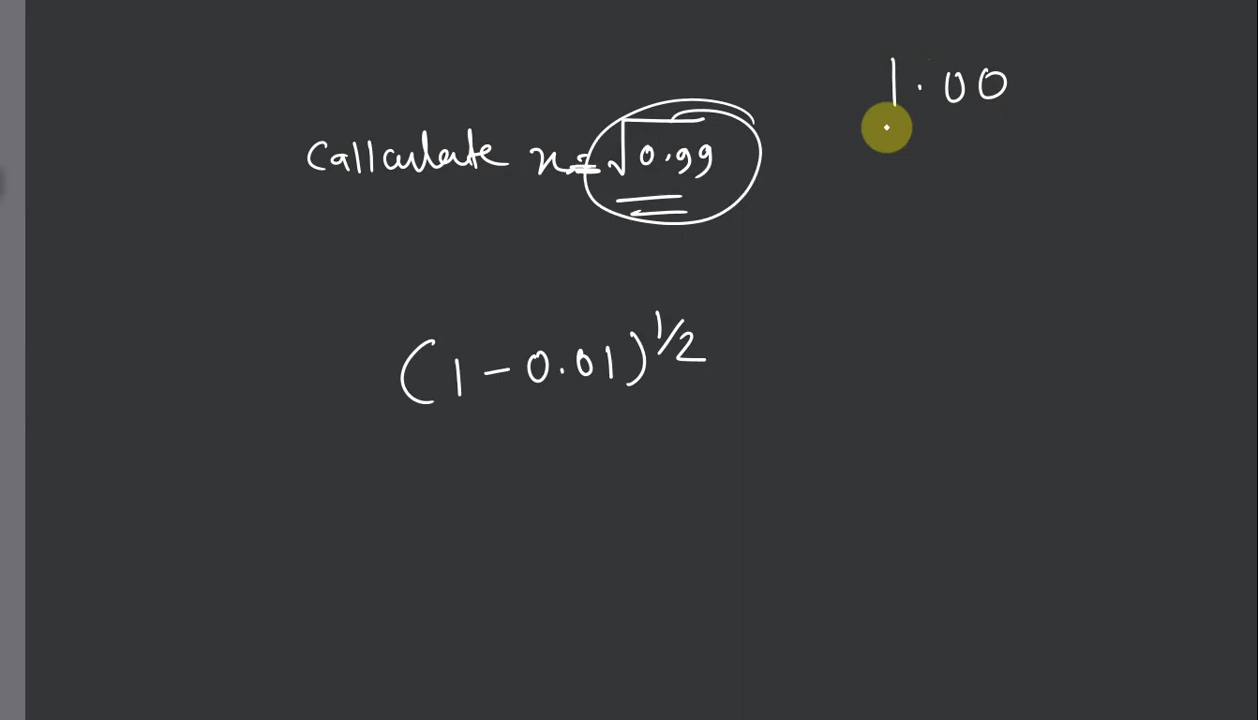 1.00
Callculate x = √0.99
(1 - 0.01)^1/2